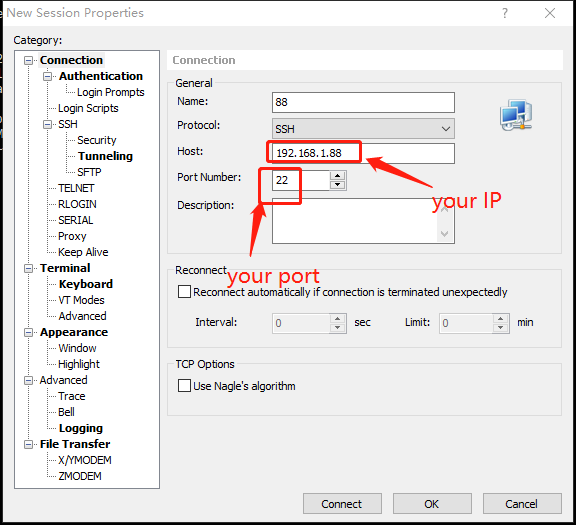 New Session Properties
Category:
Connection
Authentication
Login Prompts
Login Scripts
SSH
Security
Tunneling
SFTP
TELNET
RLOGIN
SERIAL
Proxy
Keep Alive
Terminal
Keyboard
VT Modes
Advanced
Appearance
Window
Highlight
Advanced
Trace
Bell
Logging
File Transfer
X/YMODEM
ZMODEM
Connection
General
Name: 88
Protocol: SSH
Host: 192.168.1.88
Port Number: 22
your IP
Description:
your port
Reconnect
Reconnect automatically if connection is terminated unexpectedly
Interval: 0 sec Limit: 0 min
TCP Options
Use Nagle's algorithm
Connect OK Cancel